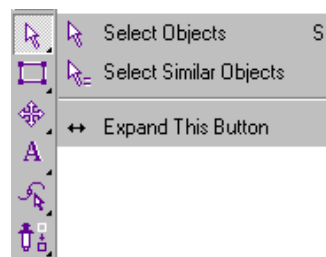 Select Objects S
Select Similar Objects
Expand This Button
A